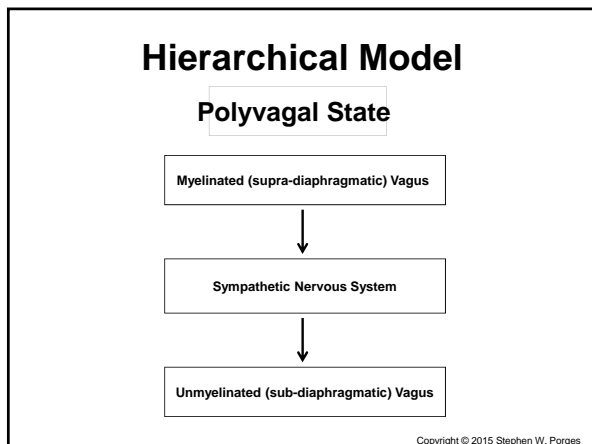 Hierarchical Model
Polyvagal State
Myelinated (supra-diaphragmatic) Vagus
Sympathetic Nervous System
Unmyelinated (sub-diaphragmatic) Vagus
Copyright © 2015 Stephen W. Porges